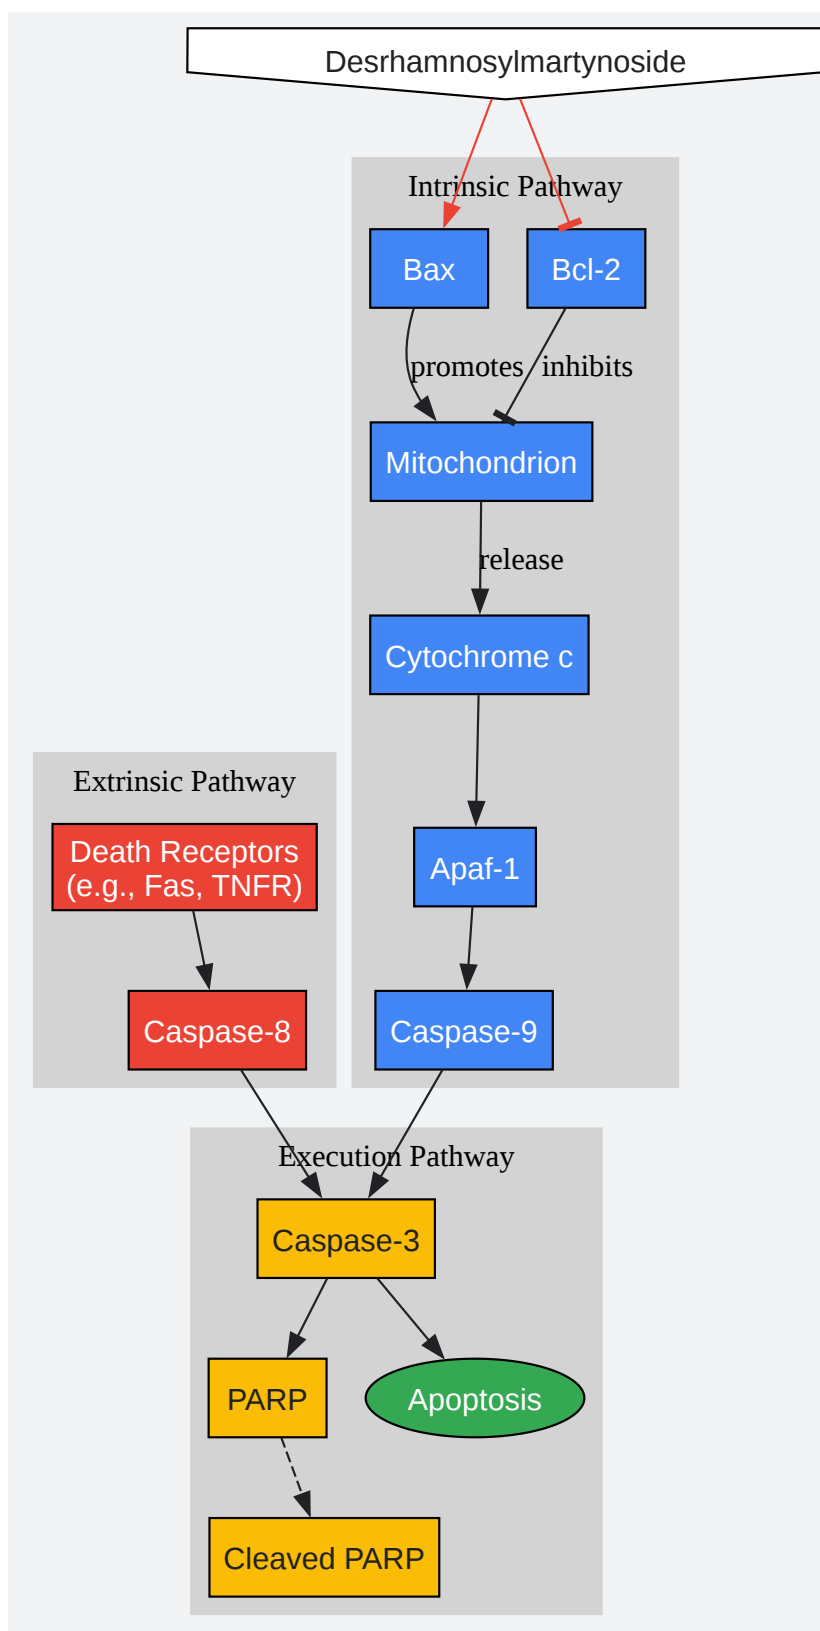 Desrhamnosylmartynoside
Intrinsic Pathway
Bax
Bcl-2
promotes
inhibits
Mitochondrion
release
Cytochrome c
Extrinsic Pathway
Death Receptors
(e.g., Fas, TNFR)
Apaf-1
Caspase-8
Caspase-9
Execution Pathway
Caspase-3
PARP
Apoptosis
Cleaved PARP